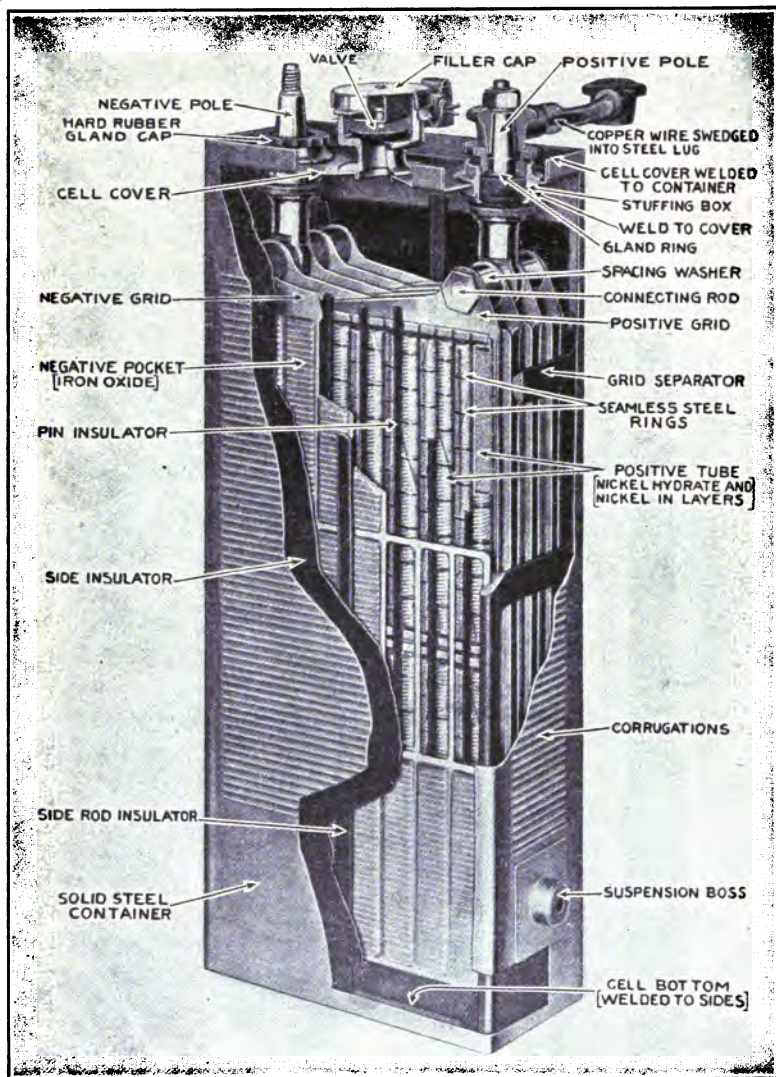 VALVE
FILLER CAP
POSITIVE POLE
NEGATIVE POLE
HARD RUBBER
GLAND CAP
COPPER WIRE SWEDGED
INTO STEEL LUG
CELL COVER
CELL COVER WELDED
TO CONTAINER
STUFFING BOX
WELD TO COVER
GLAND RING
SPACING WASHER
NEGATIVE GRID
CONNECTING ROD
POSITIVE GRID
NEGATIVE POCKET
[IRON OXIDE]
GRID SEPARATOR
PIN INSULATOR
SEAMLESS STEEL
RINGS
POSITIVE TUBE
[NICKEL HYDRATE AND
NICKEL IN LAYERS]
SIDE INSULATOR
CORRUGATIONS
SIDE ROD INSULATOR
SOLID STEEL
CONTAINER
SUSPENSION BOSS
CELL BOTTOM
[WELDED TO SIDES]